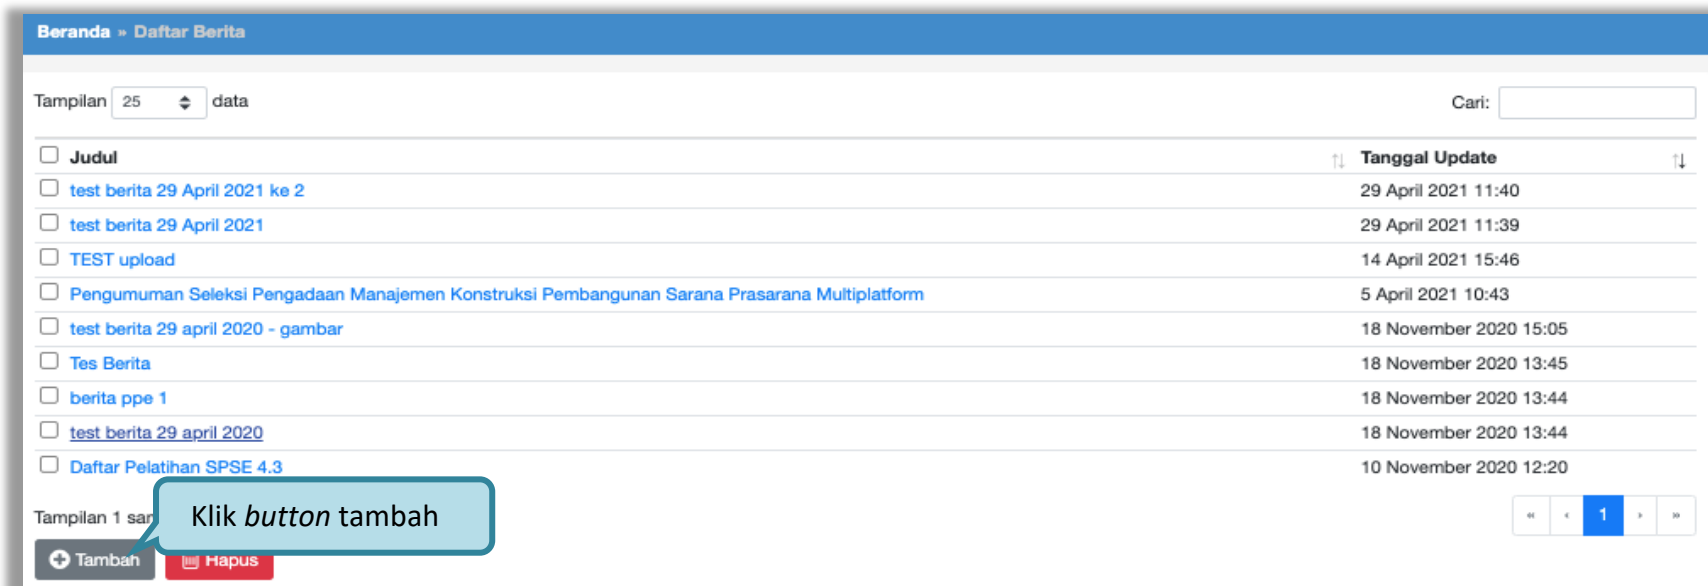 Beranda » Daftar Berita
Tampilan 25 data
Cari:
Judul Tanggal Update
test berita 29 April 2021 ke 2 29 April 2021 11:40
test berita 29 April 2021 29 April 2021 11:39
TEST upload 14 April 2021 15:46
Pengumuman Seleksi Pengadaan Manajemen Konstruksi Pembangunan Sarana Prasarana Multiplatform 5 April 2021 10:43
test berita 29 april 2020 - gambar 18 November 2020 15:05
Tes Berita 18 November 2020 13:45
berita ppe 1 18 November 2020 13:44
test berita 29 april 2020 18 November 2020 13:44
Daftar Pelatihan SPSE 4.3 10 November 2020 12:20
Tampilan 1
Klik button tambah
« ‹ 1 › »
Tambah Hapus